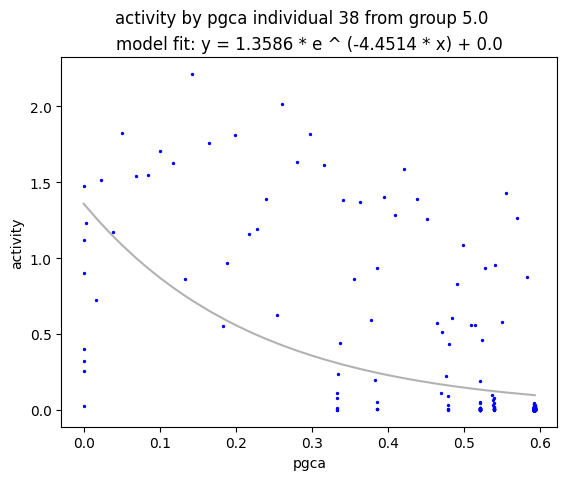 activity by pgca individual 38 from group 5.0
model fit: y = 1.3586 * e ^ (-4.4514 * x) + 0.0
2.0
1.5
1.0
0.5
0.0
activity
0.0 0.1 0.2 0.3 0.4 0.5 0.6
pgca